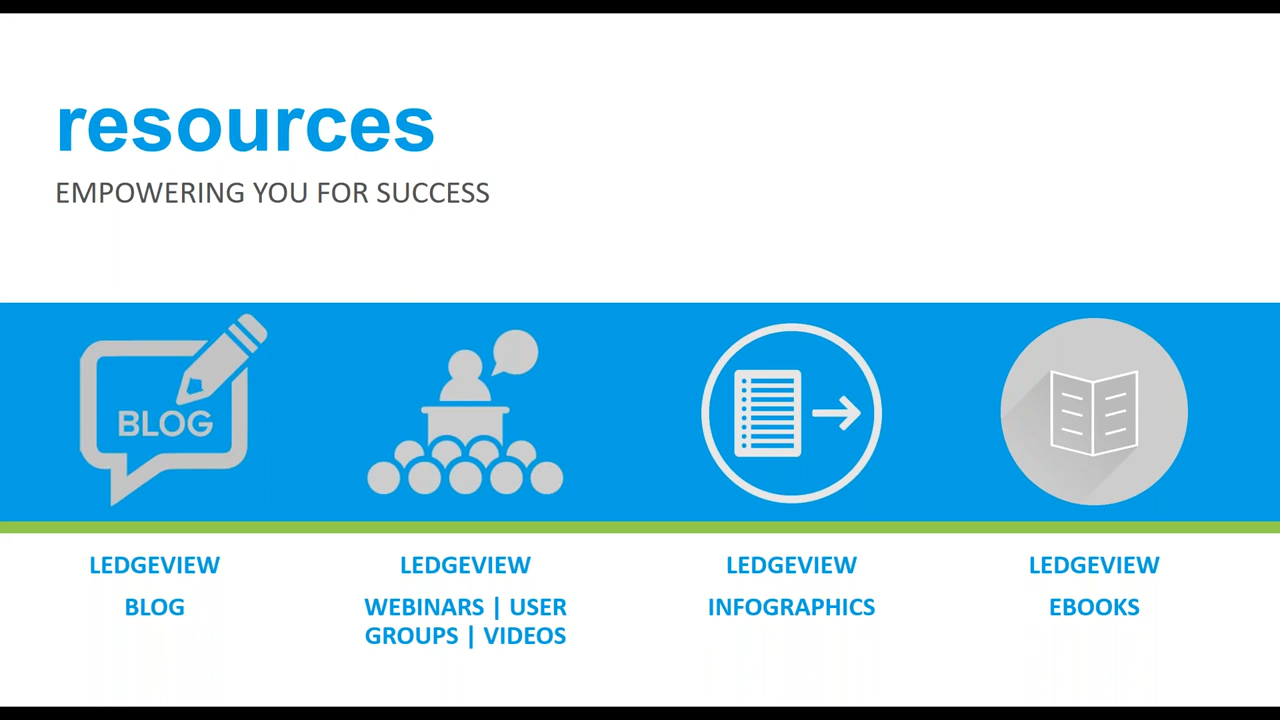 resources
EMPOWERING YOU FOR SUCCESS
BLOG
LEDGEVIEW
BLOG
LEDGEVIEW
WEBINARS | USER
GROUPS | VIDEOS
LEDGEVIEW
INFOGRAPHICS
LEDGEVIEW
EBOOKS